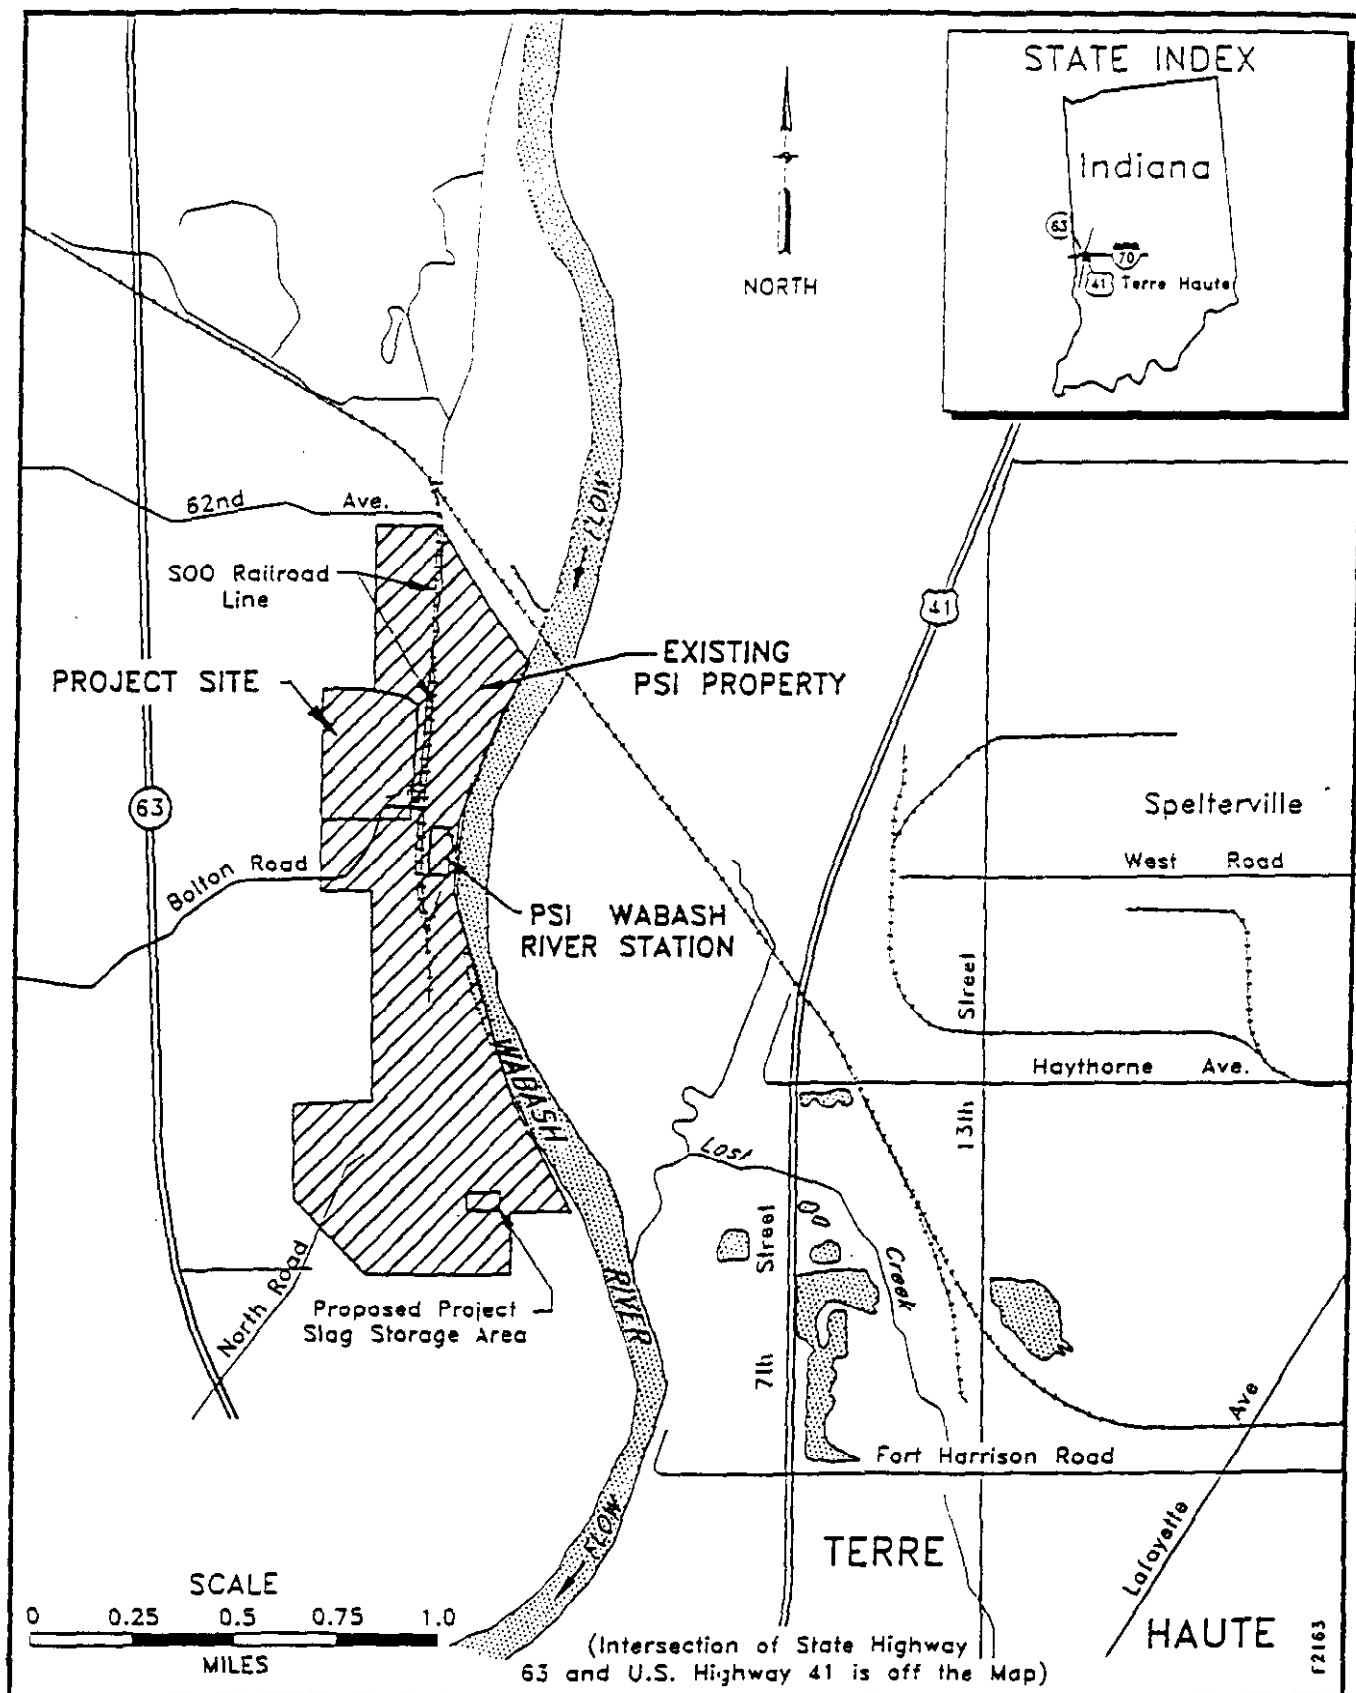 STATE INDEX
Indiana
63
70
41
Terre Haute
NORTH
62nd Ave.
FLOW
SOO Railroad
Line
41
EXISTING
PSI PROPERTY
PROJECT SITE
63
Spelterville
West Road
Bolton Road
PSI WABASH
RIVER STATION
13th Street
Haythorne Ave.
WABASH RIVER
Lost Creek
7th Street
North Road
Proposed Project
Slag Storage Area
Fort Harrison Road
Lafayette Ave
FLOW
TERRE
HAUTE
SCALE
0 0.25 0.5 0.75 1.0
MILES
(Intersection of State Highway
63 and U.S. Highway 41 is off the Map)
F2163